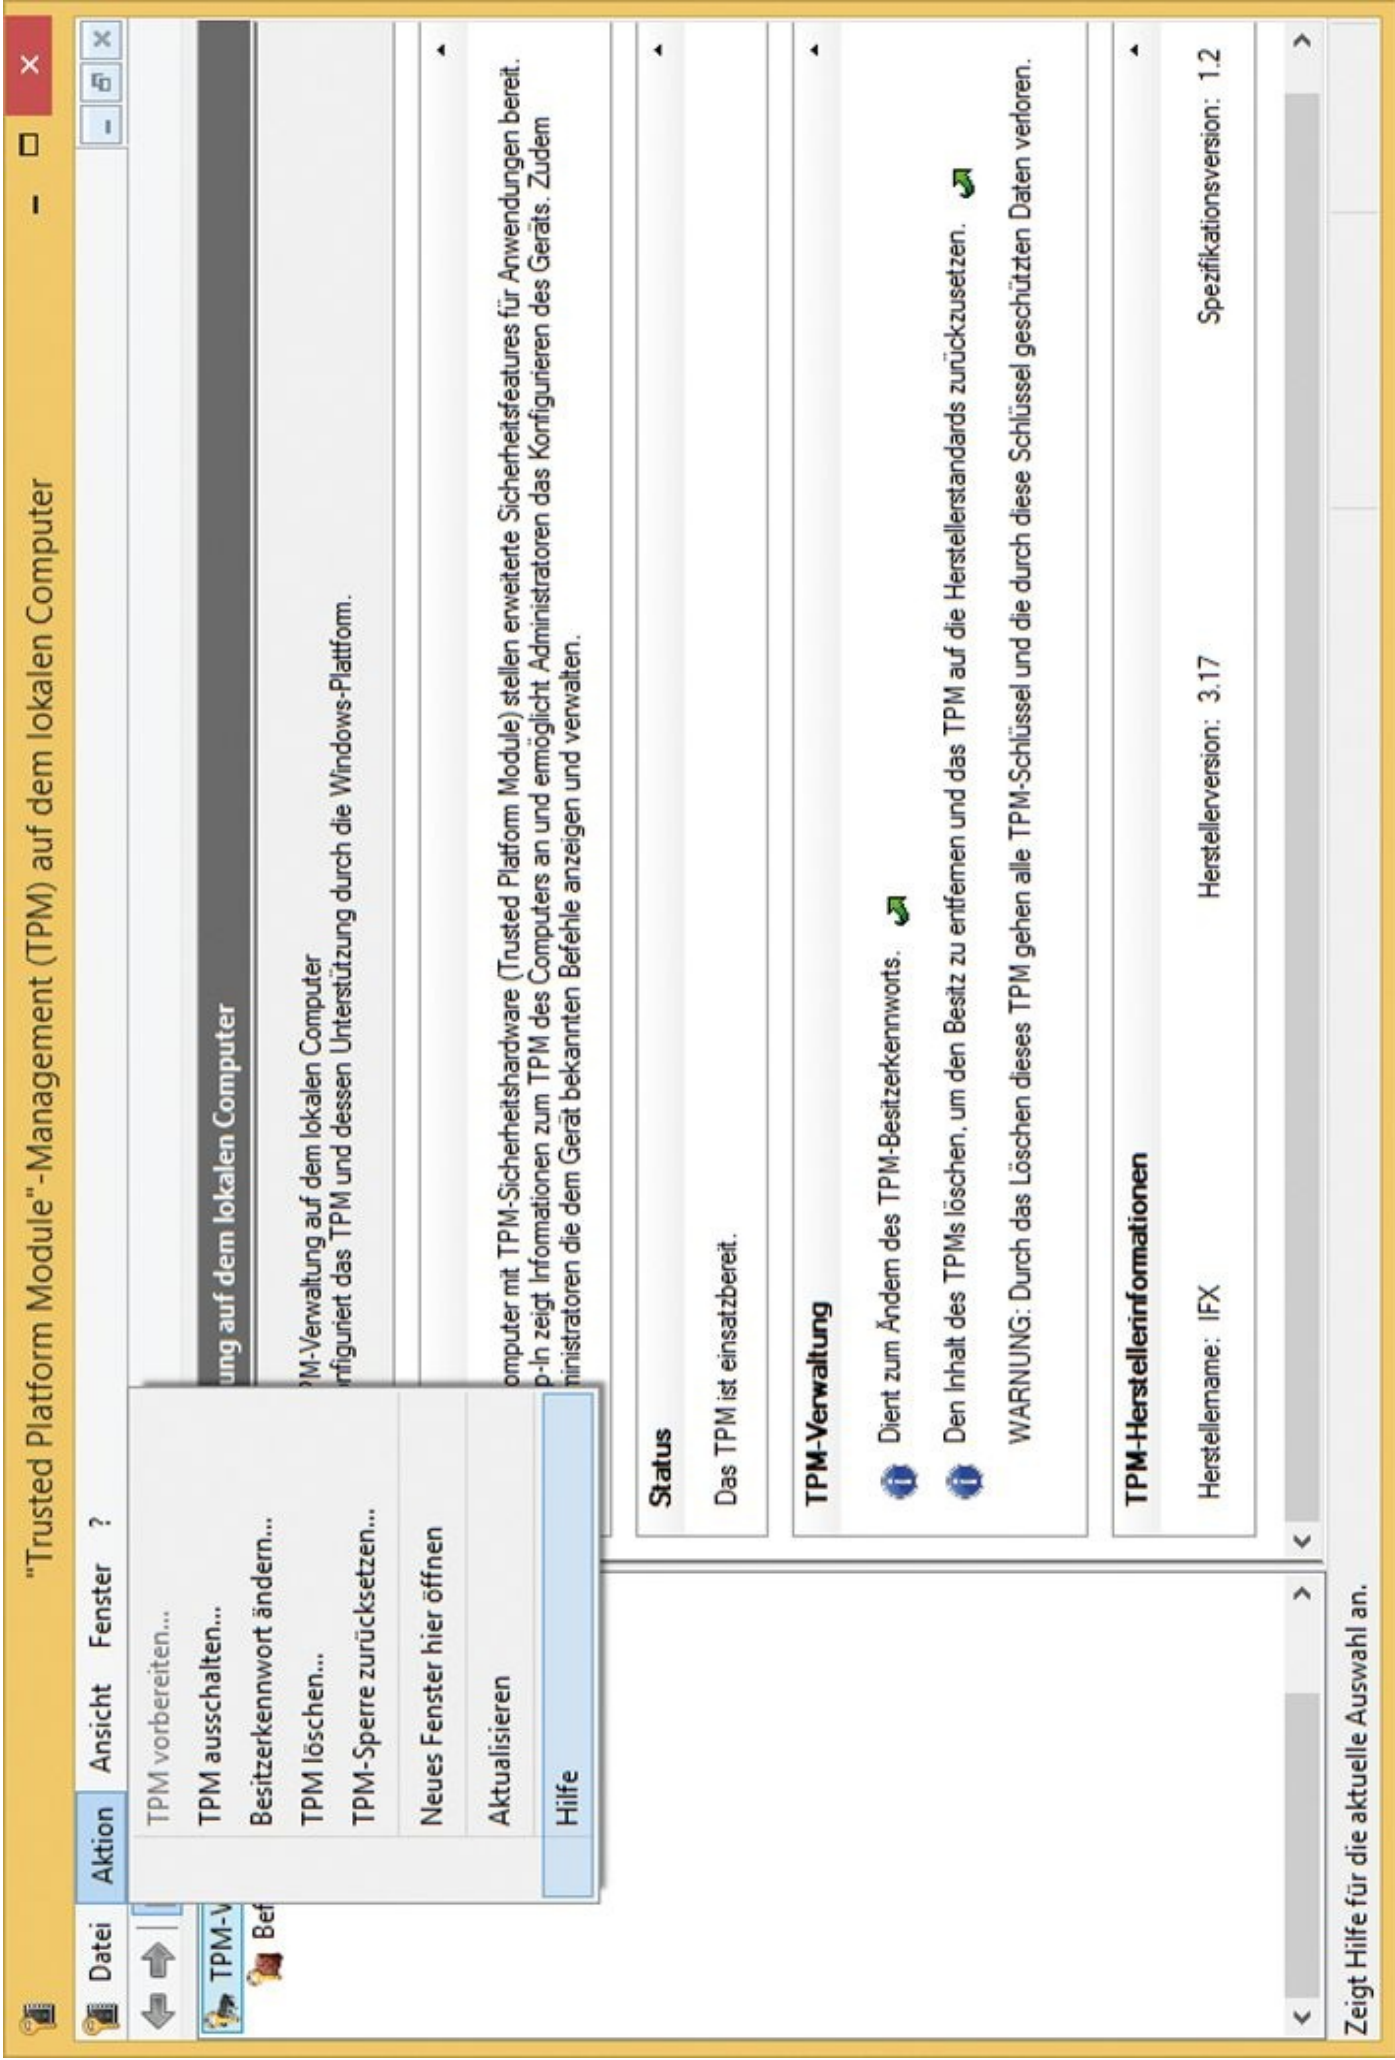 "Trusted Platform Module"-Management (TPM) auf dem lokalen Computer
Datei Aktion Ansicht Fenster ?
TPM vorbereiten...
TPM ausschalten...
Besitzerkennwort ändern...
TPM löschen...
TPM-Sperre zurücksetzen...
Neues Fenster hier öffnen
Aktualisieren
Hilfe
TPM-V
Bef
ung auf dem lokalen Computer
PM-Verwaltung auf dem lokalen Computer
nfiguriert das TPM und dessen Unterstützung durch die Windows-Plattform.
omputer mit TPM-Sicherheitshardware (Trusted Platform Module) stellen erweiterte Sicherheitsfeatures für Anwendungen bereit.
p-In zeigt Informationen zum TPM des Computers an und ermöglicht Administratoren das Konfigurieren des Geräts. Zudem
ministratoren die dem Gerät bekannten Befehle anzeigen und verwalten.
Status
Das TPM ist einsatzbereit.
TPM-Verwaltung
Dient zum Ändern des TPM-Besitzerkennworts.
Den Inhalt des TPMs löschen, um den Besitz zu entfernen und das TPM auf die Herstellerstandards zurückzusetzen.
WARNUNG: Durch das Löschen dieses TPM gehen alle TPM-Schlüssel und die durch diese Schlüssel geschützten Daten verloren.
TPM-Herstellerinformationen
Herstellername: IFX Herstellerversion: 3.17 Spezifikationsversion: 1.2
Zeigt Hilfe für die aktuelle Auswahl an.